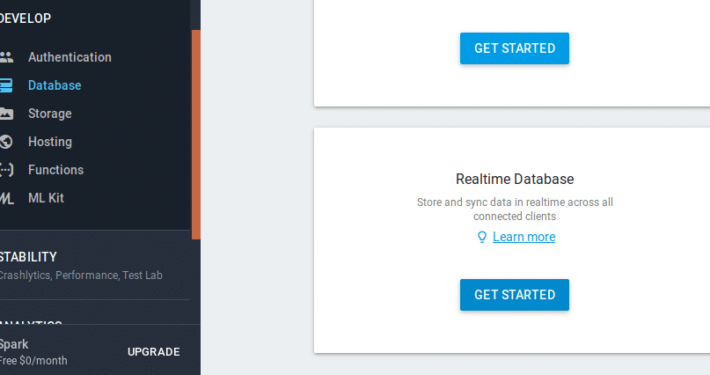 DEVELOP
Authentication
Database
Storage
Hosting
Functions
ML Kit
STABILITY
Crashlytics, Performance, Test Lab
ANALYTICS
Spark
Free $0/month
UPGRADE
GET STARTED
Realtime Database
Store and sync data in realtime across all
connected clients
Learn more
GET STARTED